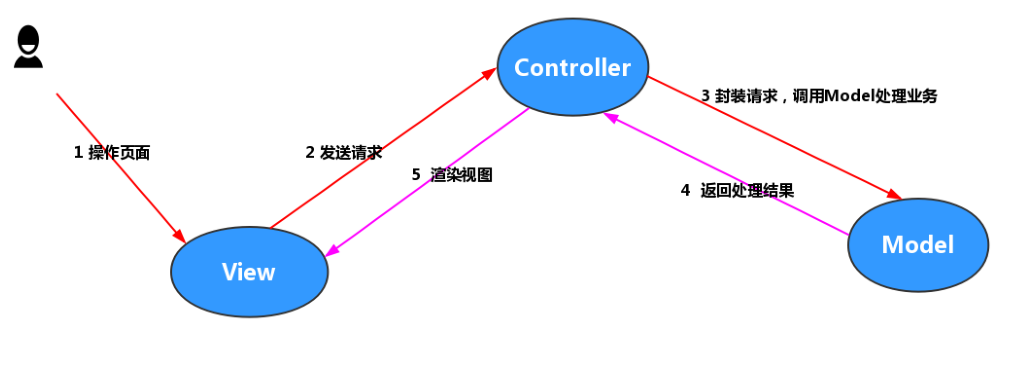 Controller
3 封装请求，调用Model处理业务
1 操作页面
2 发送请求
5 渲染视图
4 返回处理结果
Model
View